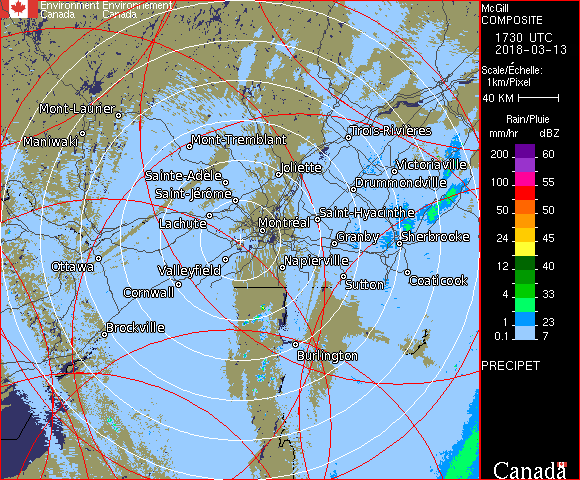 Environment Environnement
Canada Canada
McGill
COMPOSITE
1730 UTC
2018-03-13
Scale/Échelle:
1km/Pixel
40 KM
Rain/Pluie
mm/hr dBZ
200 60
100 55
50 50
24 45
12 40
4 33
1 23
0.1 7
PRECIPET
Canada
Mont-Laurier
Maniwaki
Mont-Tremblant
Trois-Rivières
Sainte-Adèle
Joliette
Victoriaville
Saint-Jérôme
Drummondville
Lachute
Montréal
Saint-Hyacinthe
Granby
Sherbrooke
Ottawa
Valleyfield
Napierville
Cornwall
Sutton
Coaticook
Brockville
Burlington